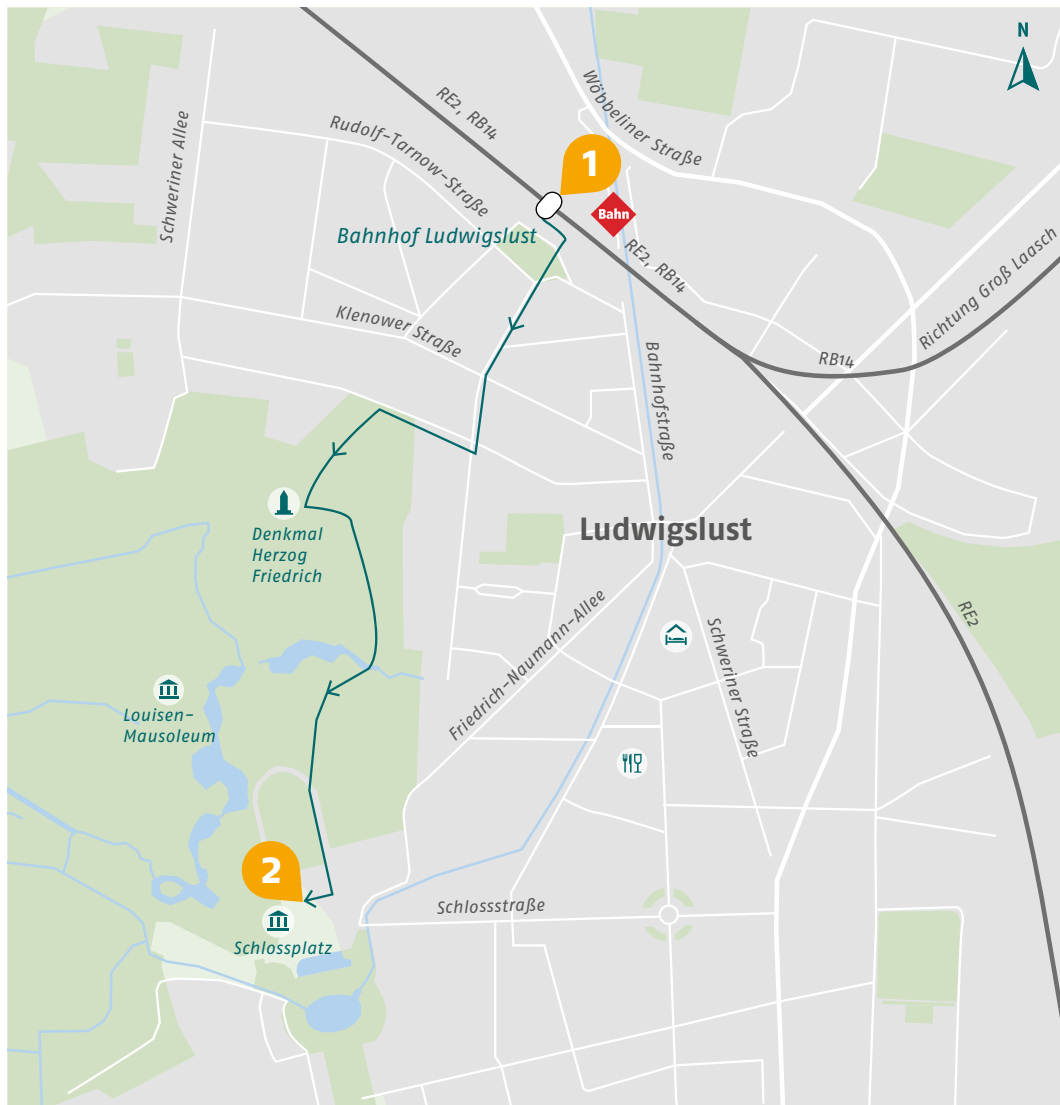 N
RE2, RB14
Wöbbeliner Straße
Schweriner Allee
Rudolf-Tarnow-Straße
1
Bahn
Bahnhof Ludwigslust
RE2, RB14
Richtung Groß Laasch
Klenower Straße
RB14
Bahnhofstraße
Denkmal
Herzog
Friedrich
Ludwigslust
RE2
Friedrich-Naumann-Allee
Schweriner Straße
Louisen-
Mausoleum
2
Schlossstraße
Schlossplatz